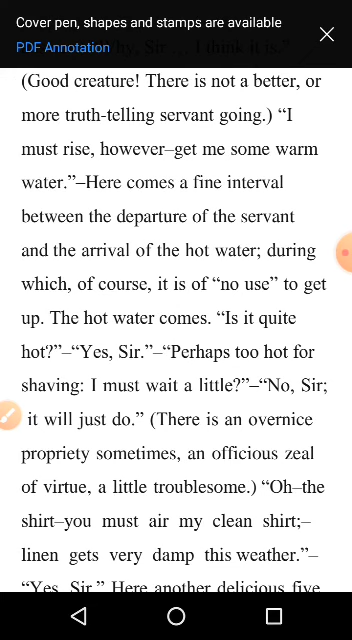 Cover pen, shapes and stamps are available
PDF Annotation
(Good creature! There is not a better, or
more truth-telling servant going.) “I
must rise, however–get me some warm
water.”–Here comes a fine interval
between the departure of the servant
and the arrival of the hot water; during
which, of course, it is of “no use” to get
up. The hot water comes. “Is it quite
hot?”–“Yes, Sir.”–“Perhaps too hot for
shaving: I must wait a little?”–“No, Sir;
it will just do.” (There is an overnice
propriety sometimes, an officious zeal
of virtue, a little troublesome.) “Oh–the
shirt–you must air my clean shirt;–
linen gets very damp this weather.”–
“Yes, Sir.” Here another delicious five